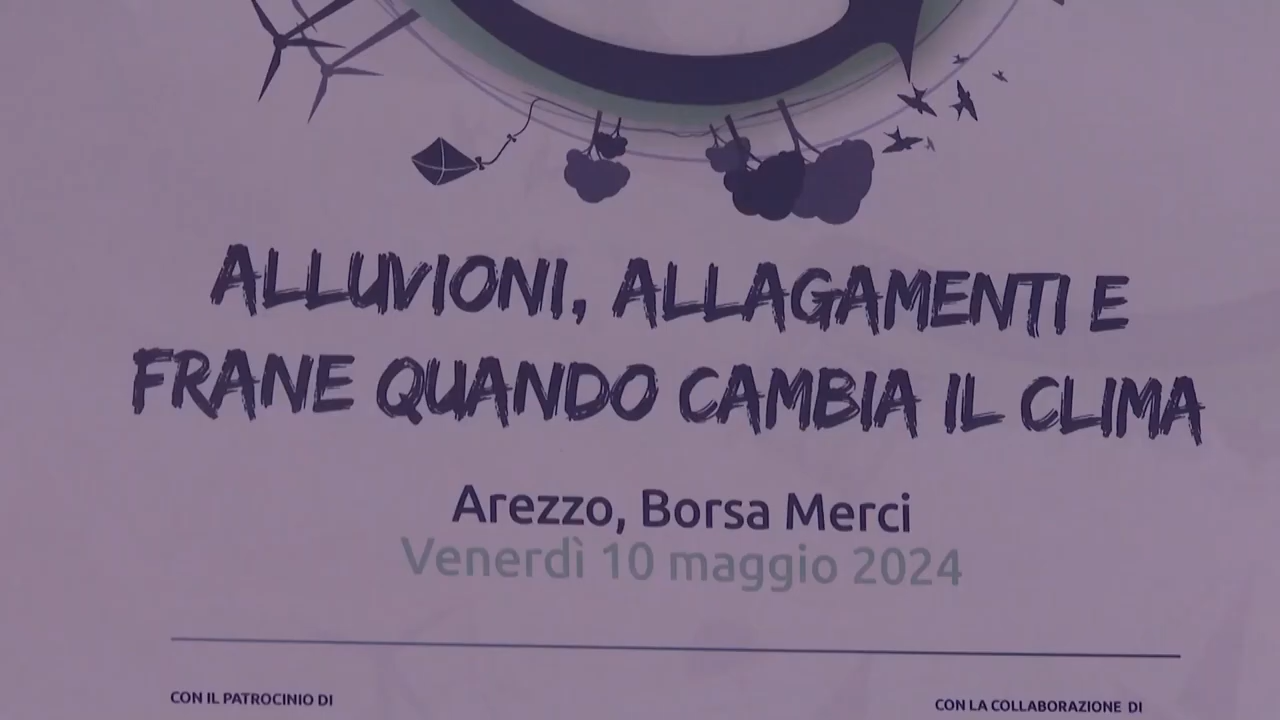 ALLUVIONI, ALLAGAMENTI E
FRANE QUANDO CAMBIA IL CLIMA
Arezzo, Borsa Merci
Venerdì 10 maggio 2024
CON IL PATROCINIO DI
CON LA COLLABORAZIONE DI